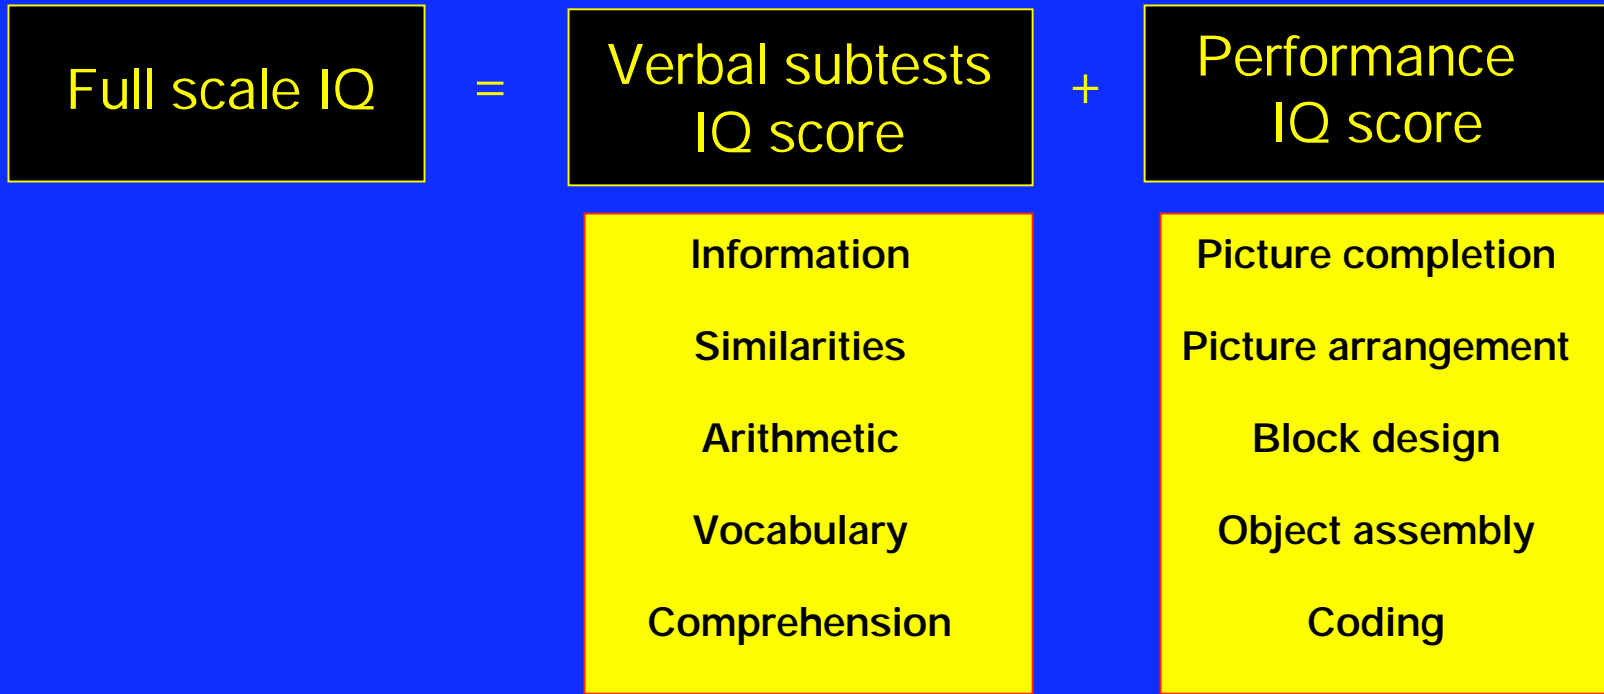 Full scale IQ
=
Verbal subtests
IQ score
+
Performance
IQ score
Information
Similarities
Arithmetic
Vocabulary
Comprehension
Picture completion
Picture arrangement
Block design
Object assembly
Coding